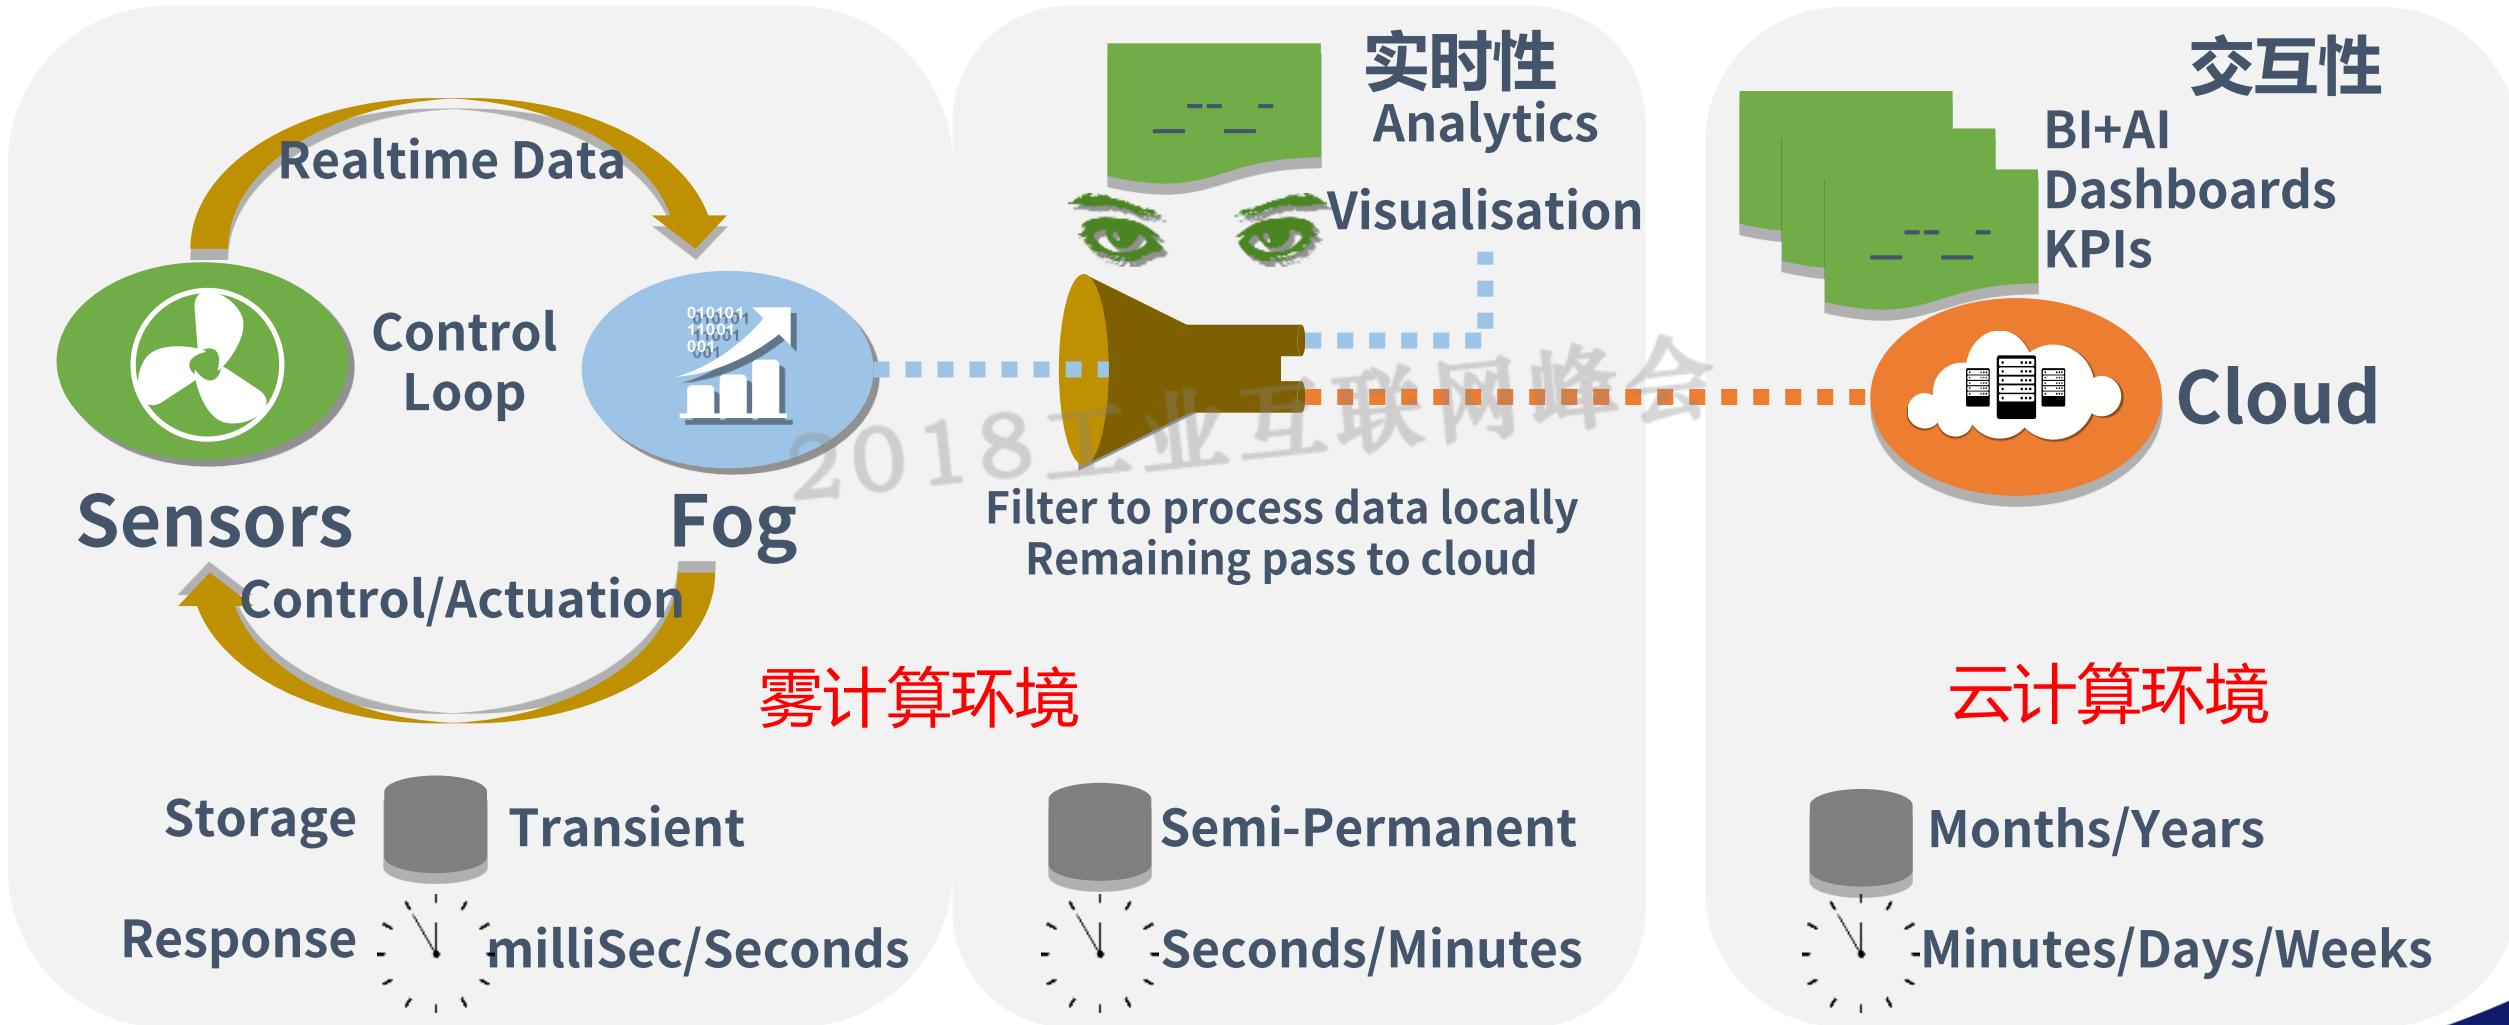 Realtime Data
Control
Loop
010101
11001
001
Sensors
Fog
Control/Actuation
实时性
Analytics
Visualisation
Filter to process data locally
Remaining pass to cloud
交互性
BI+AI
Dashboards
KPIs
Cloud
2018工业互联网峰会
雾计算环境
云计算环境
Storage
Transient
Semi-Permanent
Months/Years
Response
milliSec/Seconds
Seconds/Minutes
Minutes/Days/Weeks